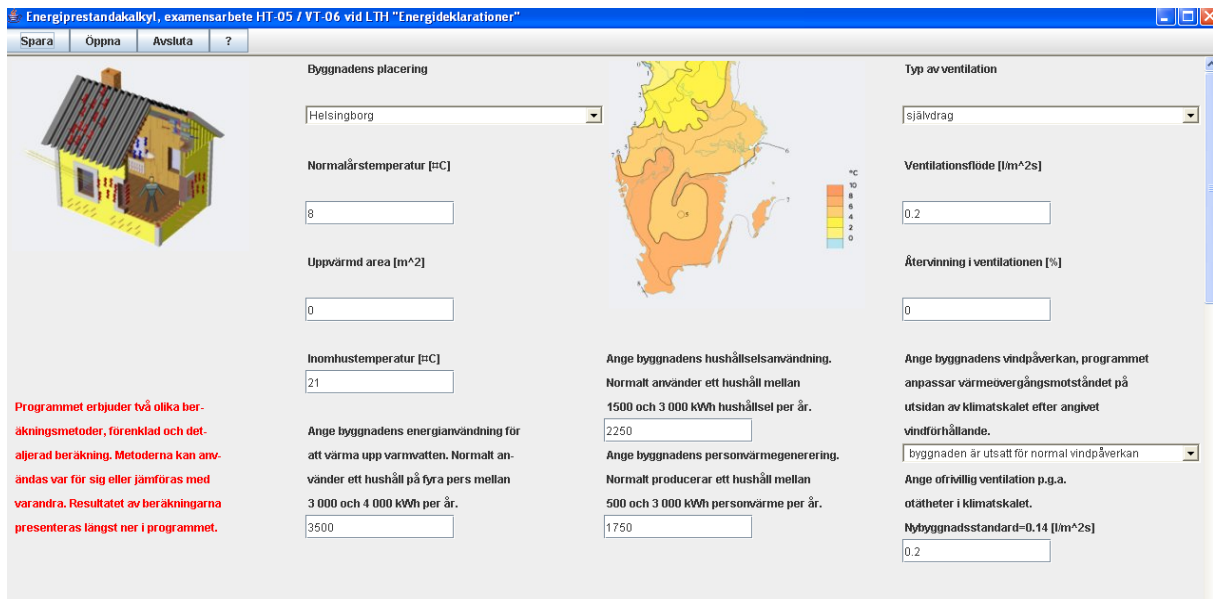 Energiprestandakalkyl, examensarbete HT-05 / VT-06 vid LTH "Energideklarationer"
Spara Öppna Avsluta ?
Byggnadens placering
Helsingborg
Normalårstemperatur [¤C]
8
Uppvärmd area [m^2]
0
Inomhustemperatur [¤C]
21
Programmet erbjuder två olika ber-
äkningsmetoder, förenklad och det-
aljerad beräkning. Metoderna kan anv-
ändas var för sig eller jämföras med
varandra. Resultatet av beräkningarna
presenteras längst ner i programmet.
Ange byggnadens energianvändning för
att värma upp varmvatten. Normalt an-
vänder ett hushåll på fyra pers mellan
3 000 och 4 000 kWh per år.
3500
°C
10
8
6
4
2
0
Ange byggnadens hushållselsanvändning.
Normalt använder ett hushåll mellan
1500 och 3 000 kWh hushållsel per år.
2250
Ange byggnadens personvärmegenerering.
Normalt producerar ett hushåll mellan
500 och 3 000 kWh personvärme per år.
1750
Typ av ventilation
självdrag
Ventilationsflöde [l/m^2s]
0.2
Återvinning i ventilationen [%]
0
Ange byggnadens vindpåverkan, programmet
anpassar värmeövergångsmotståndet på
utsidan av klimatskalet efter angivet
vindförhållande.
byggnaden är utsatt för normal vindpåverkan
Ange ofrivillig ventilation p.g.a.
otätheter i klimatskalet.
Nybyggnadsstandard=0.14 [l/m^2s]
0.2